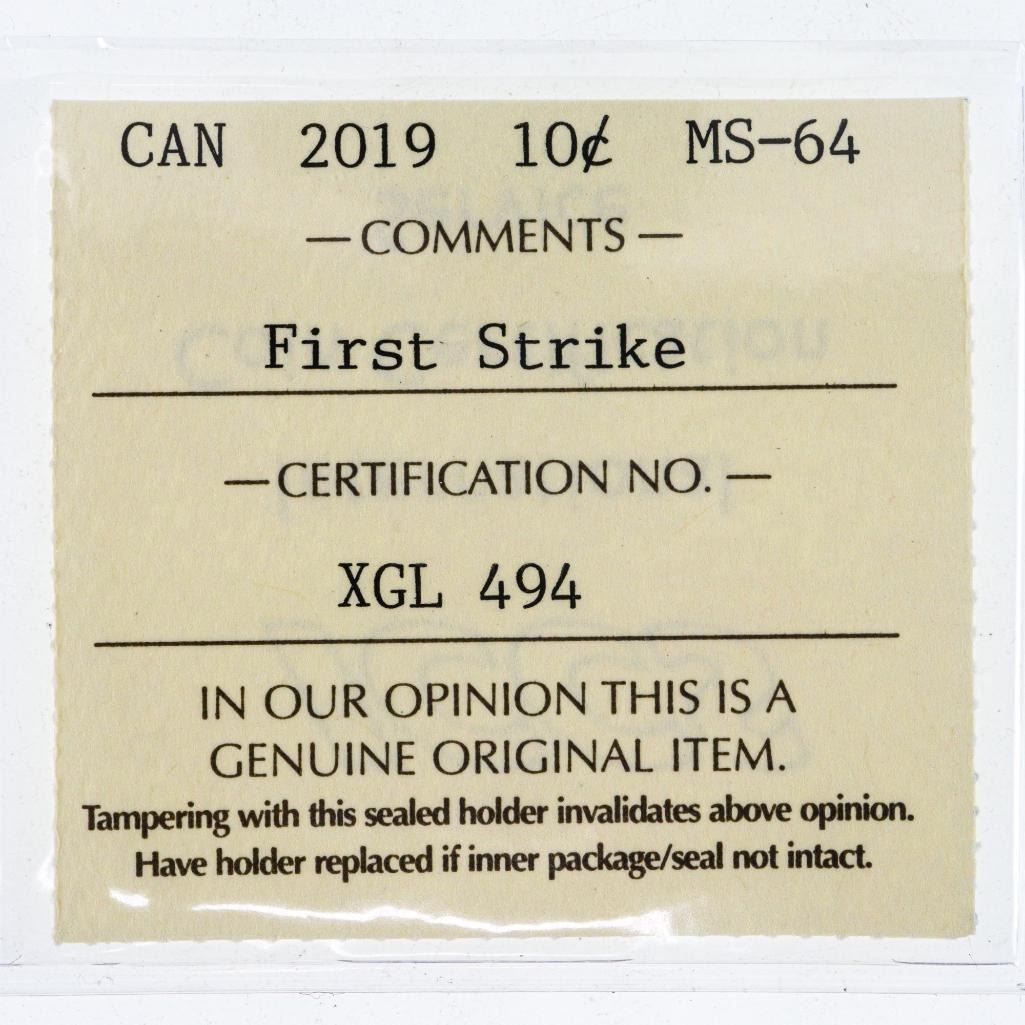 CAN 2019 10¢ MS-64
— COMMENTS —
First Strike
— CERTIFICATION NO. —
XGL 494
IN OUR OPINION THIS IS A
GENUINE ORIGINAL ITEM.
Tampering with this sealed holder invalidates above opinion.
Have holder replaced if inner package/seal not intact.